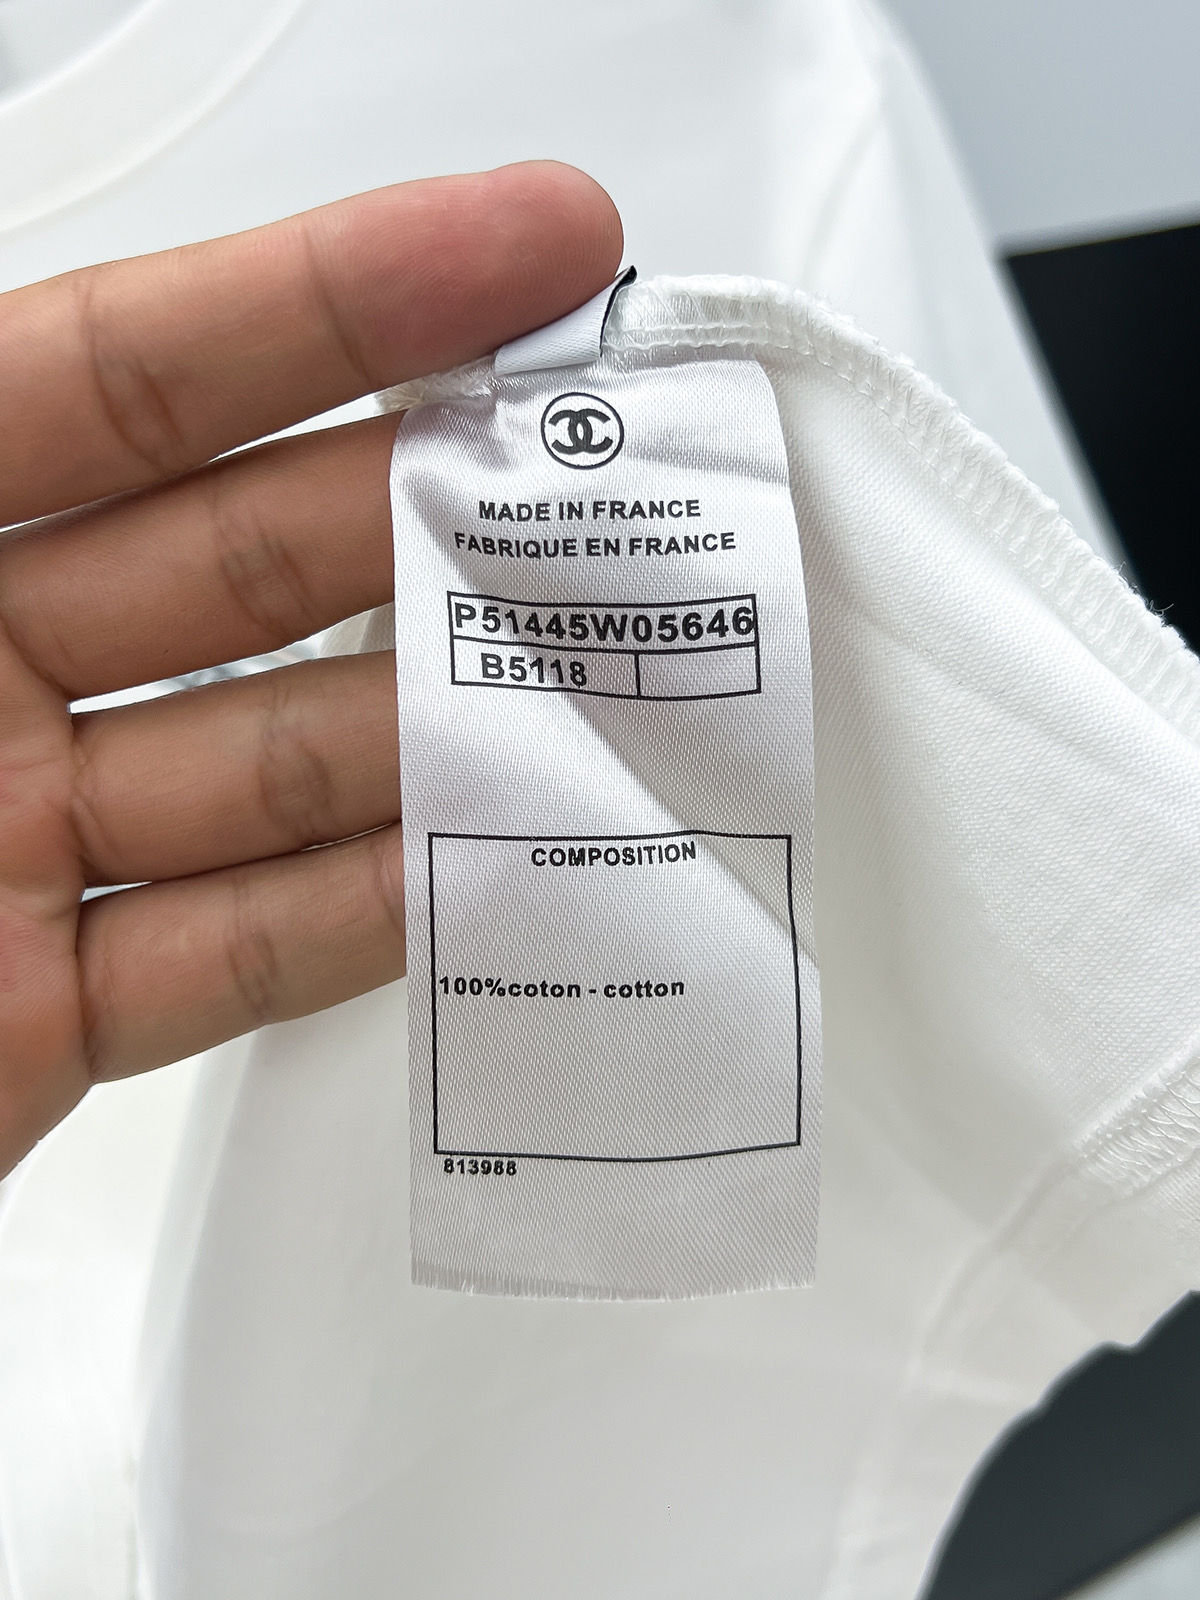 MADE IN FRANCE
FABRIQUE EN FRANCE
P51445W05646
B5118
COMPOSITION
100%coton - cotton
813988